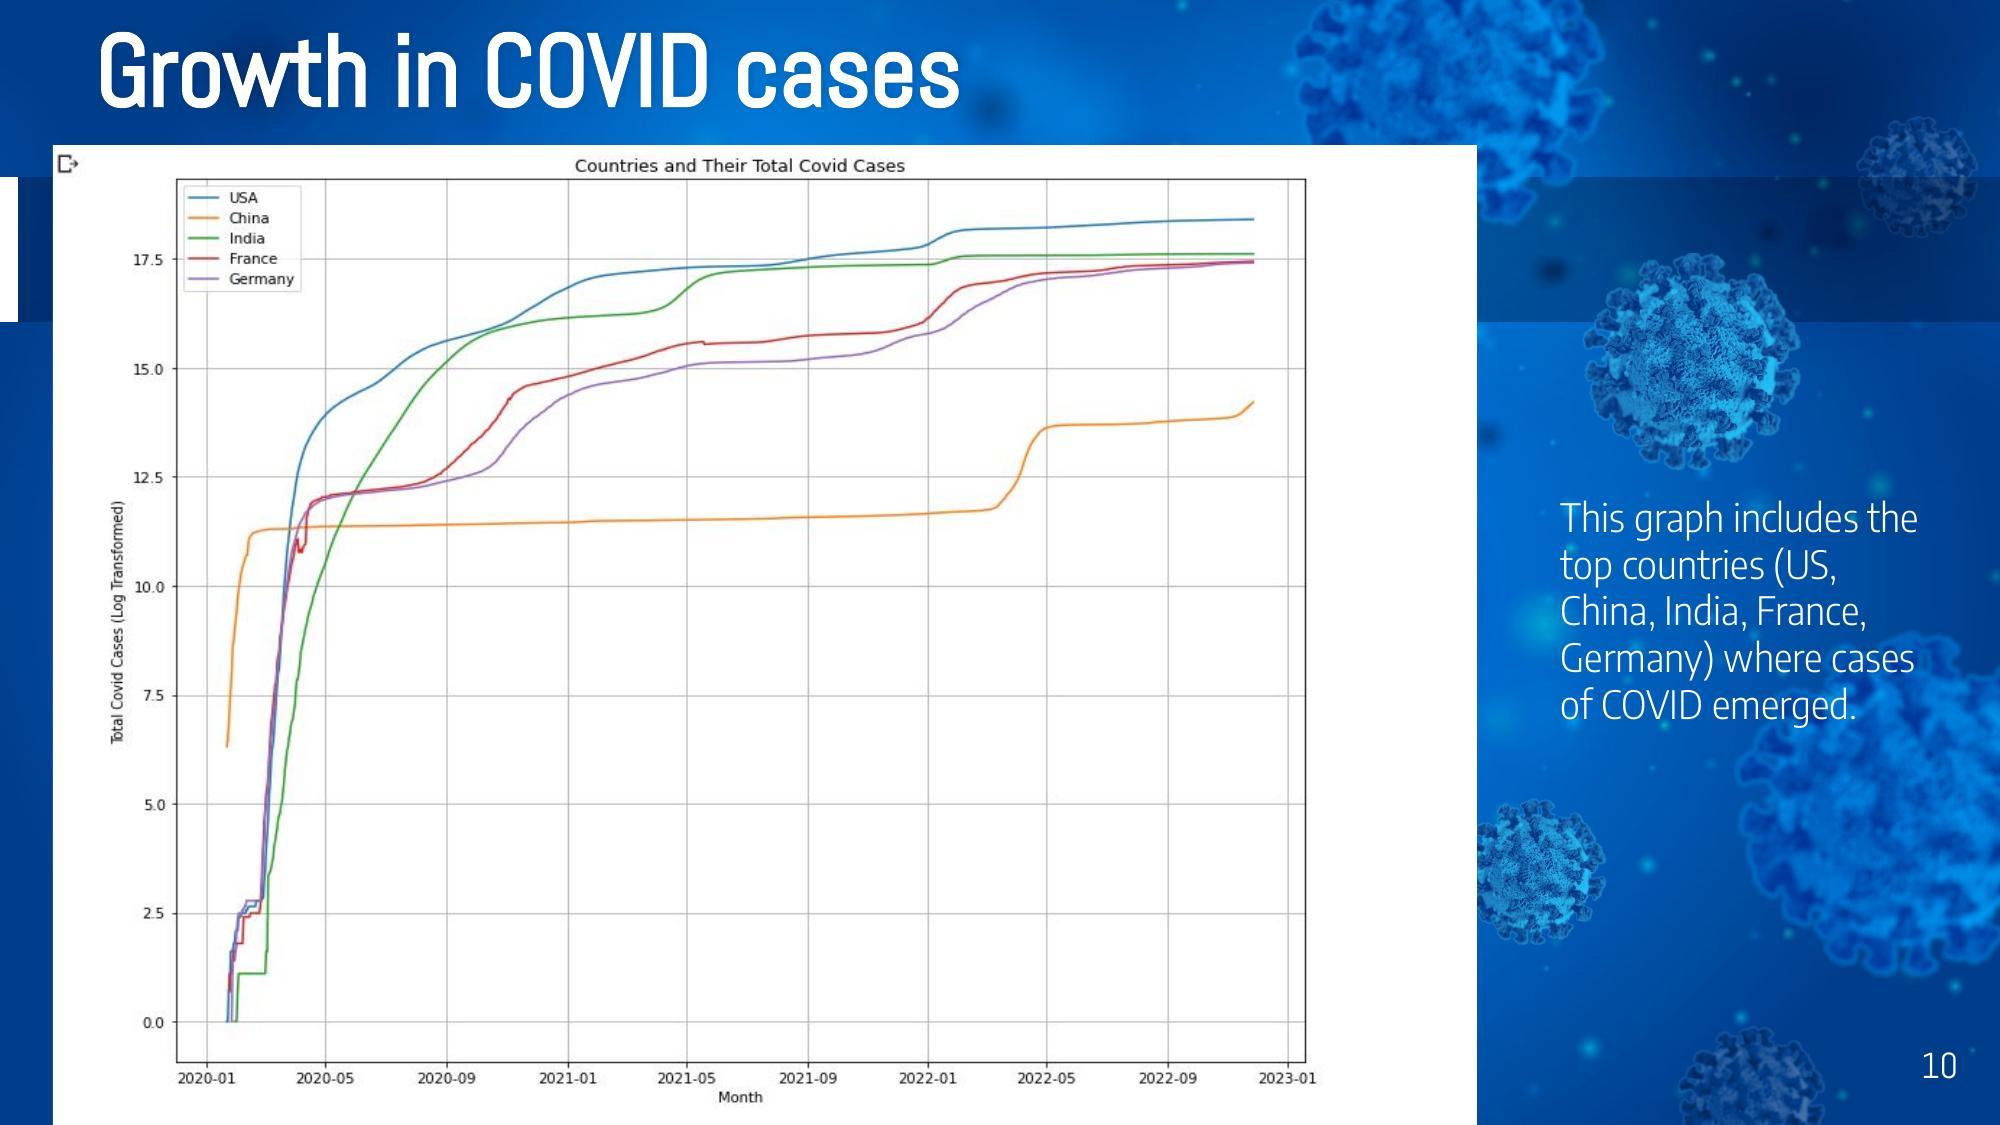 Growth in COVID cases
Countries and Their Total Covid Cases
USA
China
India
France
Germany
Total Covid Cases (Log Transformed)
17.5
15.0
12.5
10.0
7.5
5.0
2.5
0.0
2020-01 2020-05 2020-09 2021-01 2021-05 2021-09 2022-01 2022-05 2022-09 2023-01
Month
This graph includes the
top countries (US,
China, India, France,
Germany) where cases
of COVID emerged.
10